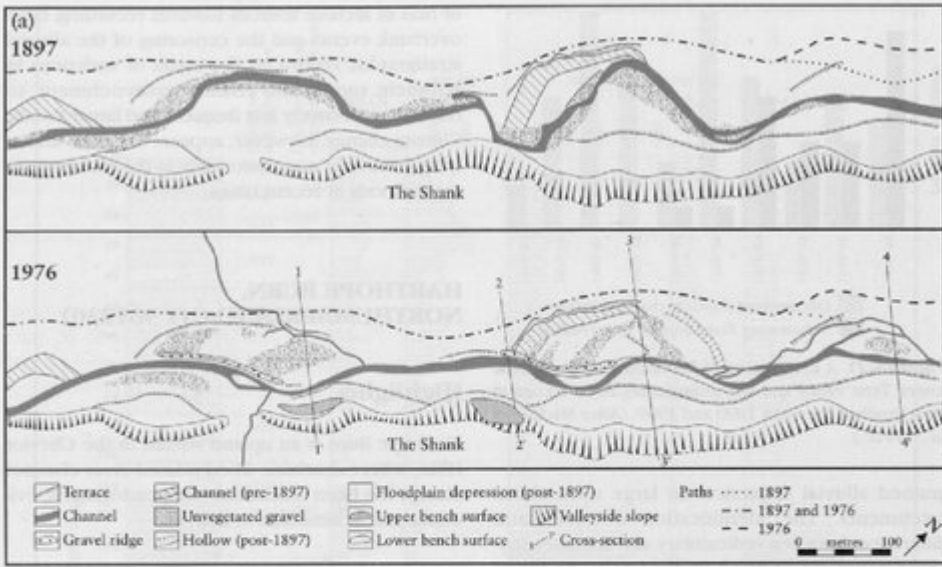 (a)
1897
The Shank
1976
1
2
3
4
The Shank
1'
2'
3'
4'
Terrace
Channel (pre-1897)
Floodplain depression (post-1897)
Paths
1897
Channel
Unvegetated gravel
Upper bench surface
Valleyside slope
1897 and 1976
Gravel ridge
Hollow (post-1897)
Lower bench surface
Cross-section
1976
0 metres 100
N